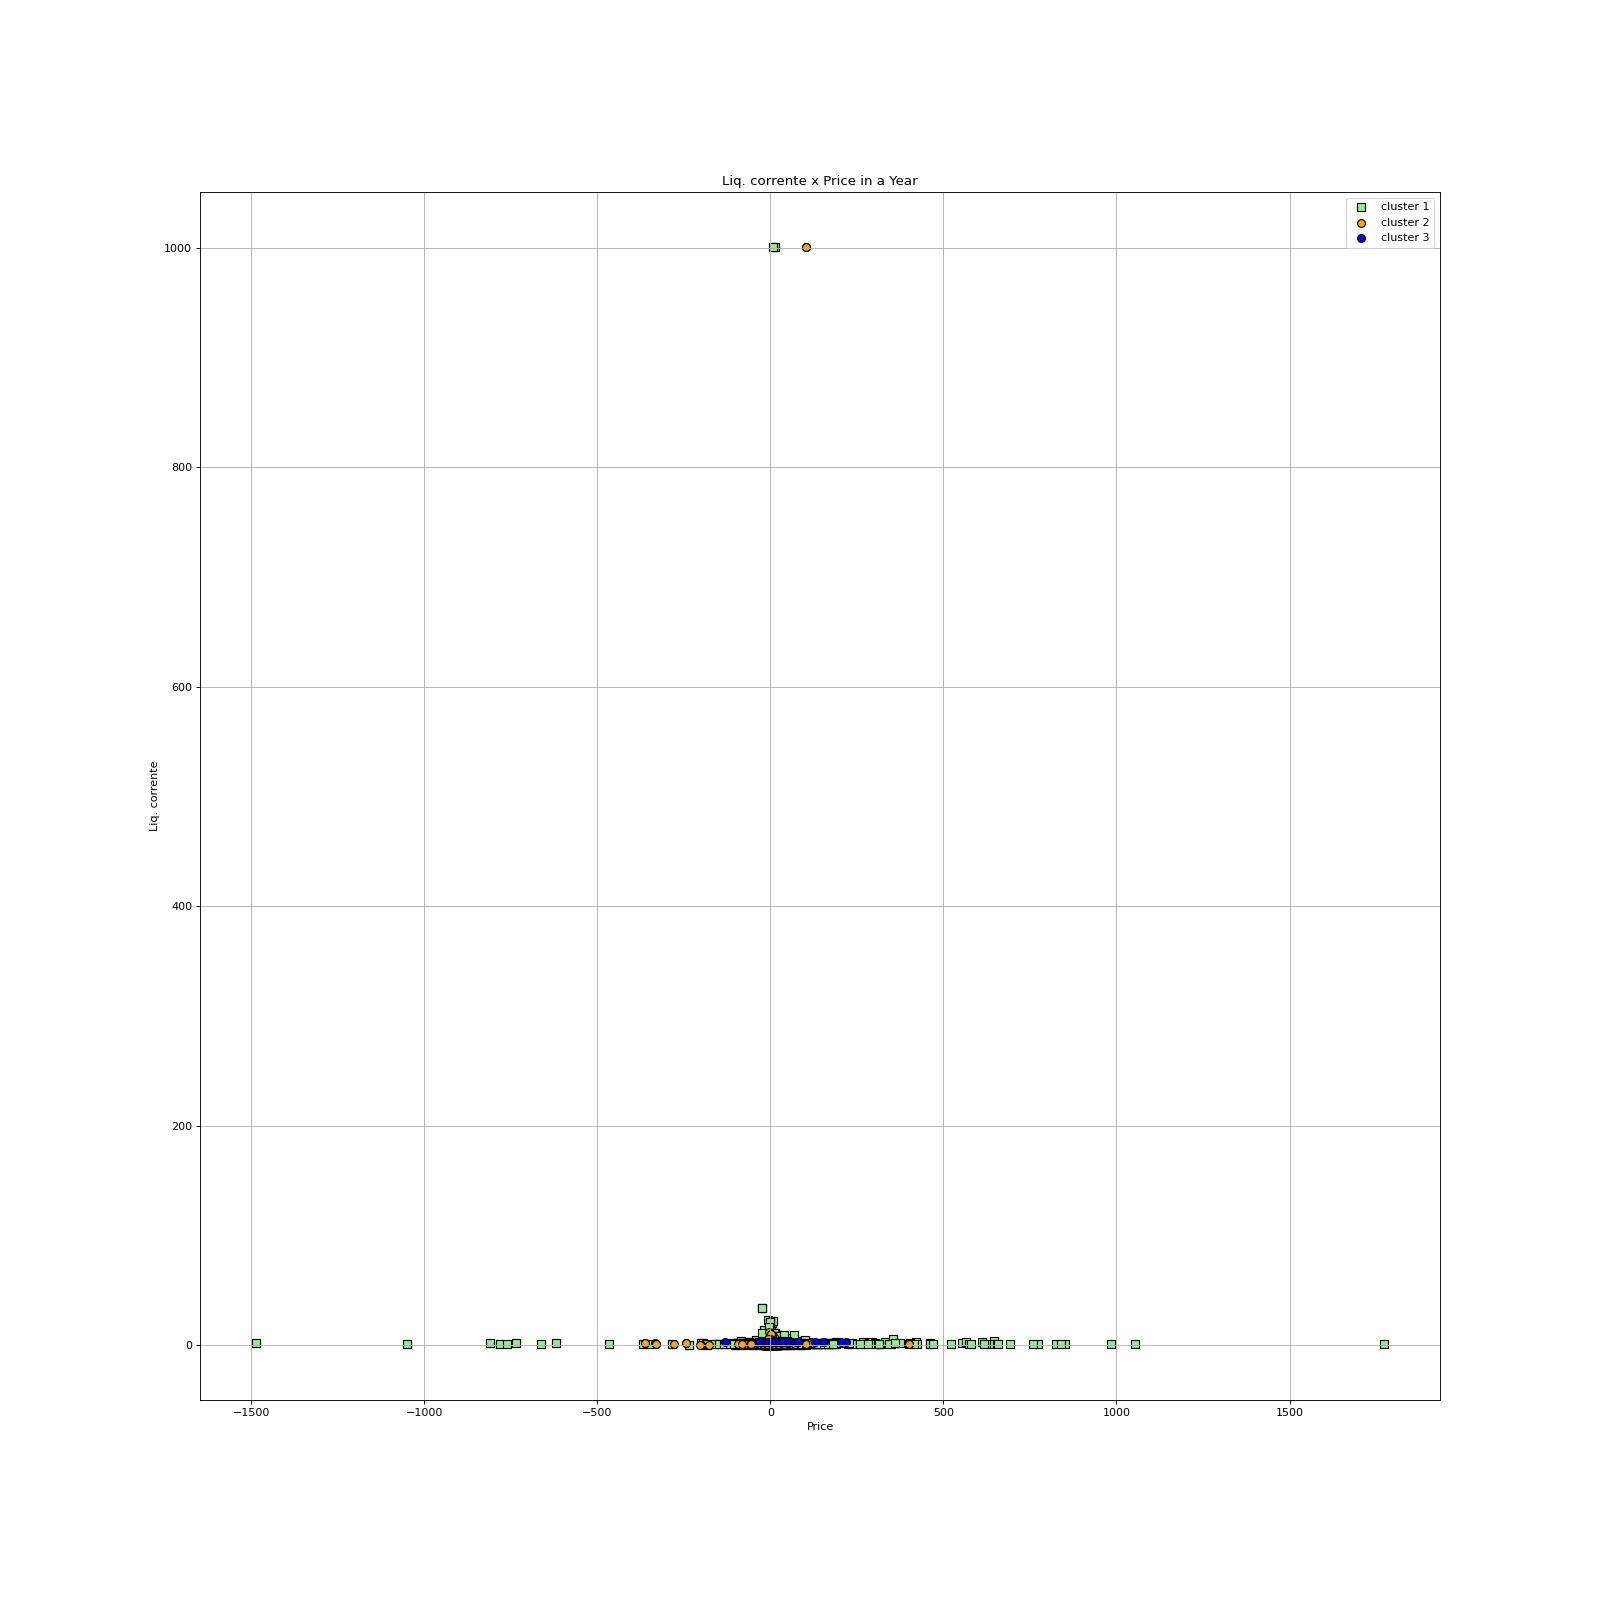 Liq. corrente x Price in a Year
cluster 1
cluster 2
cluster 3
1000
800
600
400
200
0
Liq. corrente
−1500
−1000
−500
0
500
1000
1500
Price